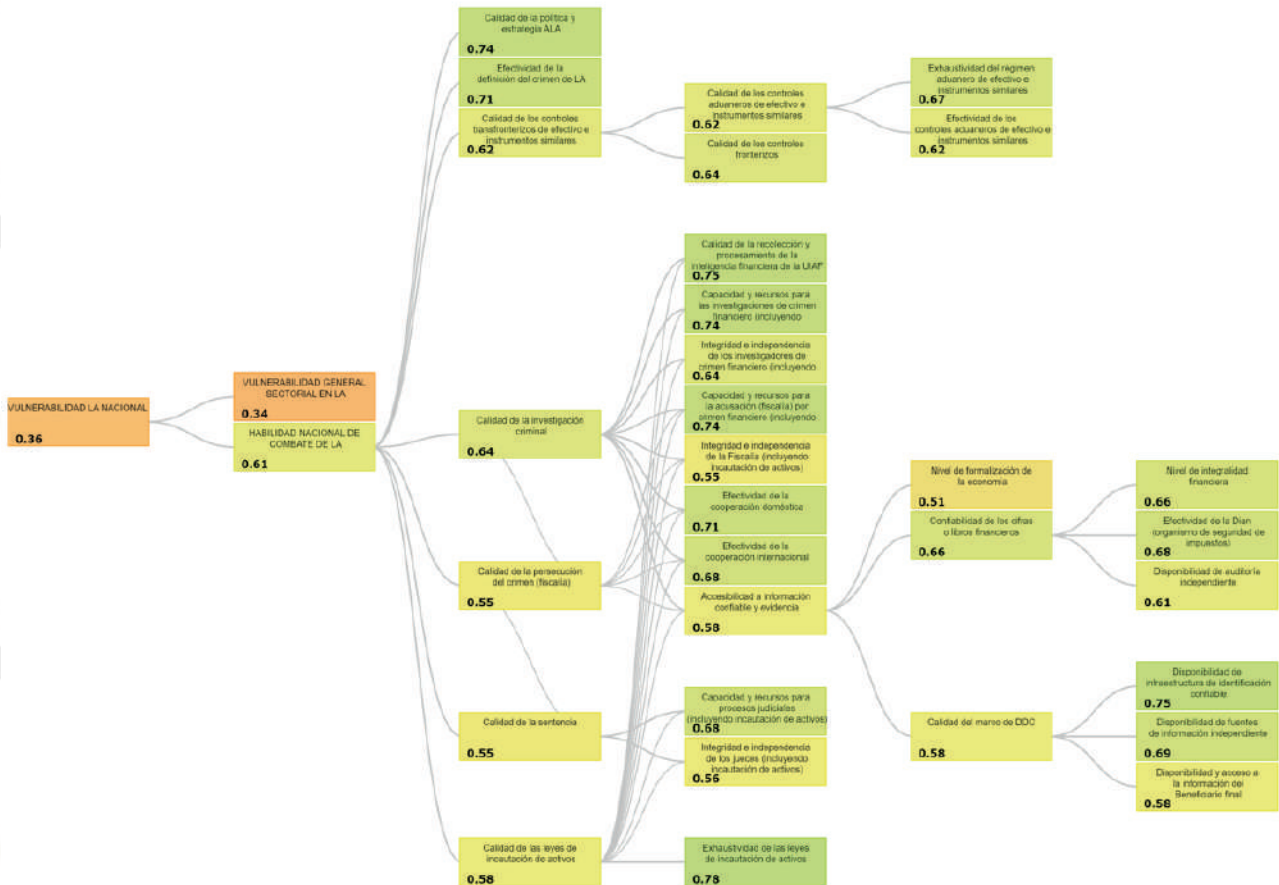 Calidad de la política y
estrategia ALA
0.74
Efectividad de la
definición del crimen de LA
0.71
Calidad de los controles
transfronterizos de efectivo e
instrumentos similares
0.62
Calidad de los controles
aduaneros de efectivo e
instrumentos similares
0.62
Calidad de los controles
fronterizos
0.64
Exhaustividad del régimen
aduanero de efectivo e
instrumentos similares
0.67
Efectividad de los
controles aduaneros de efectivo e
instrumentos similares
0.62
VULNERABILIDAD LA NACIONAL
0.36
VULNERABILIDAD GENERAL
SECTORIAL EN LA
0.34
HABILIDAD NACIONAL DE
COMBATE DE LA
0.61
Calidad de la investigación
criminal
0.64
Calidad de la persecución
del crimen (fiscalía)
0.55
Calidad de la sentencia
0.55
Calidad de las leyes de
incautación de activos
0.58
Calidad de la recolección y
procesamiento de la
inteligencia financiera de la UIAF
0.75
Capacidad y recursos para
las investigaciones de crimen
financiero (incluyendo
0.74
Integridad e independencia
de los investigadores de
crimen financiero (incluyendo
0.64
Capacidad y recursos para
la acusación (fiscalía) por
crimen financiero (incluyendo
0.74
Integridad e independencia
de la Fiscalía (incluyendo
incautación de activos)
0.55
Efectividad de la
cooperación doméstica
0.71
Efectividad de la
cooperación internacional
0.68
Accesibilidad a información
confiable y evidencia
0.58
Capacidad y recursos para
procesos judiciales
(incluyendo incautación de activos)
0.68
Integridad e independencia
de los jueces (incluyendo
incautación de activos)
0.56
Exhaustividad de las leyes
de incautación de activos
0.78
Nivel de formalización de
la economía
0.51
Confiabilidad de los cifras
o libros financieros
0.66
Calidad del marco de DDC
0.58
Nivel de integralidad
financiera
0.66
Efectividad de la Dian
(organismo de seguridad de
impuestos)
0.68
Disponibilidad de auditoría
independiente
0.61
Disponibilidad de
infraestructura de identificación
confiable
0.75
Disponibilidad de fuentes
de información independiente
0.69
Disponibilidad y acceso a
la información del
Beneficiario final
0.58